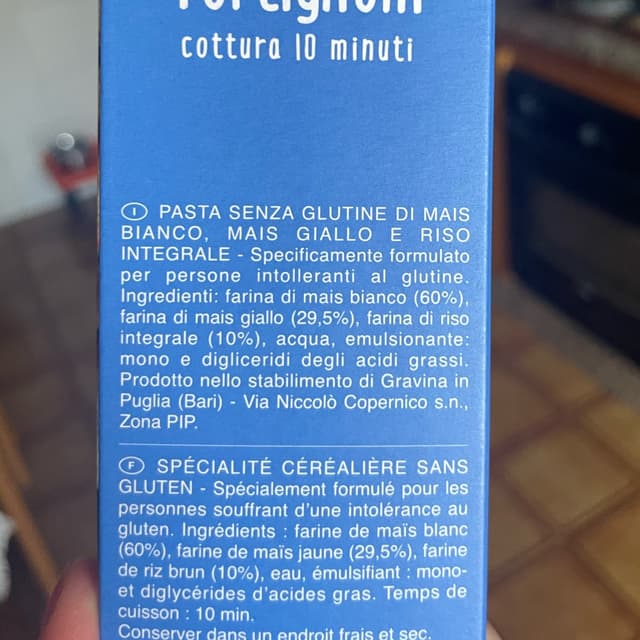 cottura 10 minuti
I PASTA SENZA GLUTINE DI MAIS
BIANCO, MAIS GIALLO E RISO
INTEGRALE - Specificamente formulato
per persone intolleranti al glutine.
Ingredienti: farina di mais bianco (60%),
farina di mais giallo (29,5%), farina di riso
integrale (10%), acqua, emulsionante:
mono e digliceridi degli acidi grassi.
Prodotto nello stabilimento di Gravina in
Puglia (Bari) - Via Niccolò Copernico s.n.,
Zona PIP.
F SPÉCIALITÉ CÉRÉALIÈRE SANS
GLUTEN - Spécialement formulé pour les
personnes souffrant d'une intolérance au
gluten. Ingrédients : farine de maïs blanc
(60%), farine de maïs jaune (29,5%), farine
de riz brun (10%), eau, émulsifiant : mono-
et diglycérides d'acides gras. Temps de
cuisson : 10 min.
Conserver dans un endroit frais et sec.